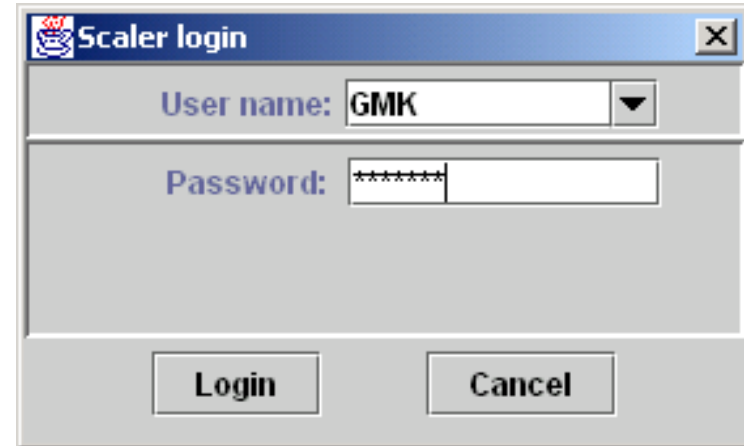 Scaler login
User name: GMK
Password: *******
Login Cancel